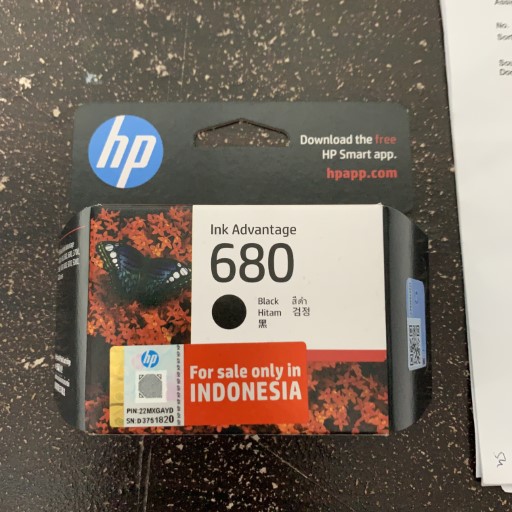 hp
Download the free
HP Smart app.
hpapp.com
Ink Advantage
680
Black สีดำ
Hitam 검정
黑
For sale only in
INDONESIA
hp
PIN:22MXGAYD
SN:D3751820
No.